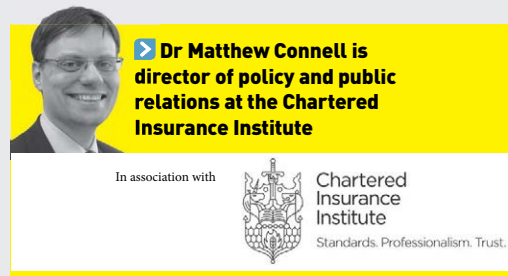 Dr Matthew Connell is
director of policy and public
relations at the Chartered
Insurance Institute
In association with
Chartered
Insurance
Institute
Standards. Professionalism. Trust.